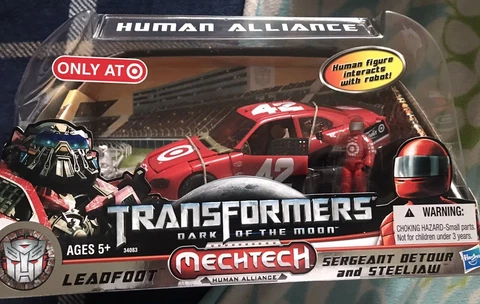 HUMAN ALLIANCE
ONLY AT
Human figure
interacts
with robot!
42
42
TRANSFORMERS
DARK OF THE MOON
WARNING:
CHOKING HAZARD-Small parts.
Not for children under 3 years.
AGES 5+
34083
MECHTECH
HUMAN ALLIANCE
LEADFOOT
SERGEANT DETOUR
and STEELJAW
Hasbro